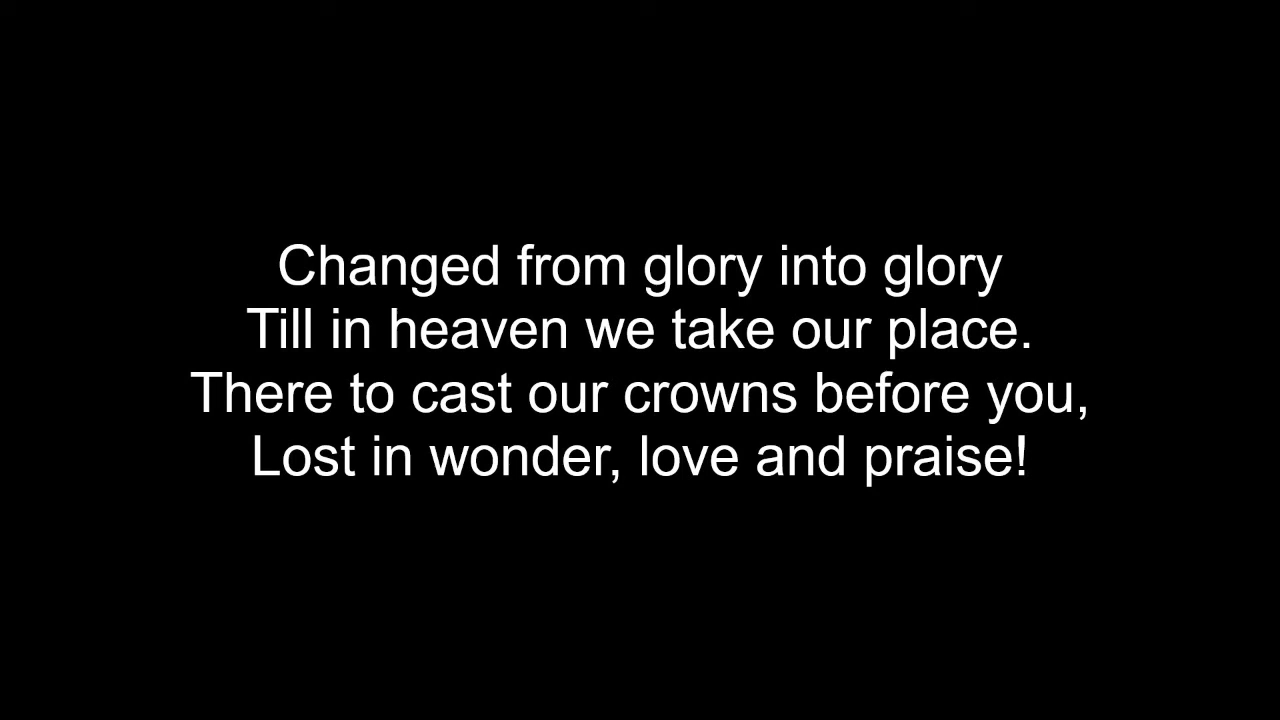 Changed from glory into glory
Till in heaven we take our place.
There to cast our crowns before you,
Lost in wonder, love and praise!